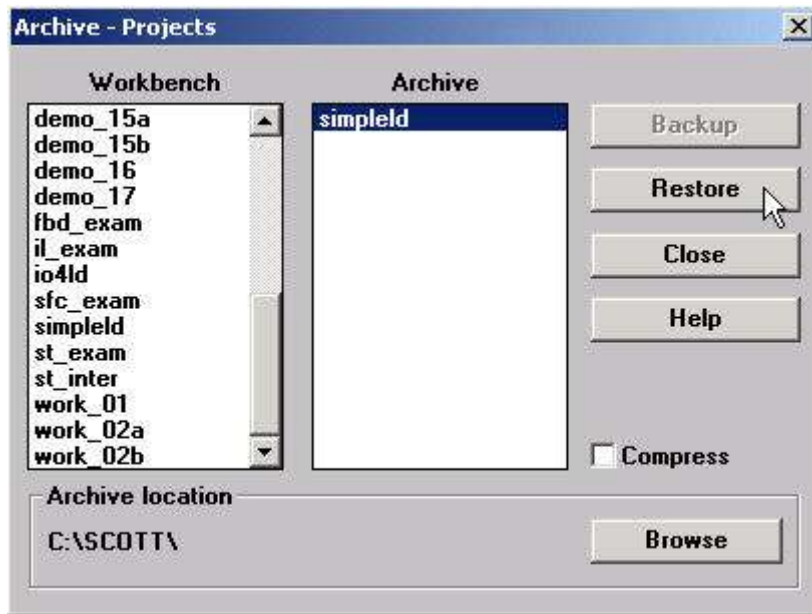 Archive - Projects
Workbench
demo_15a
demo_15b
demo_16
demo_17
fbd_exam
il_exam
io4ld
sfc_exam
simpleld
st_exam
st_inter
work_01
work_02a
work_02b
Archive
simpleld
Backup
Restore
Close
Help
Compress
Archive location
C:\SCOTT\
Browse